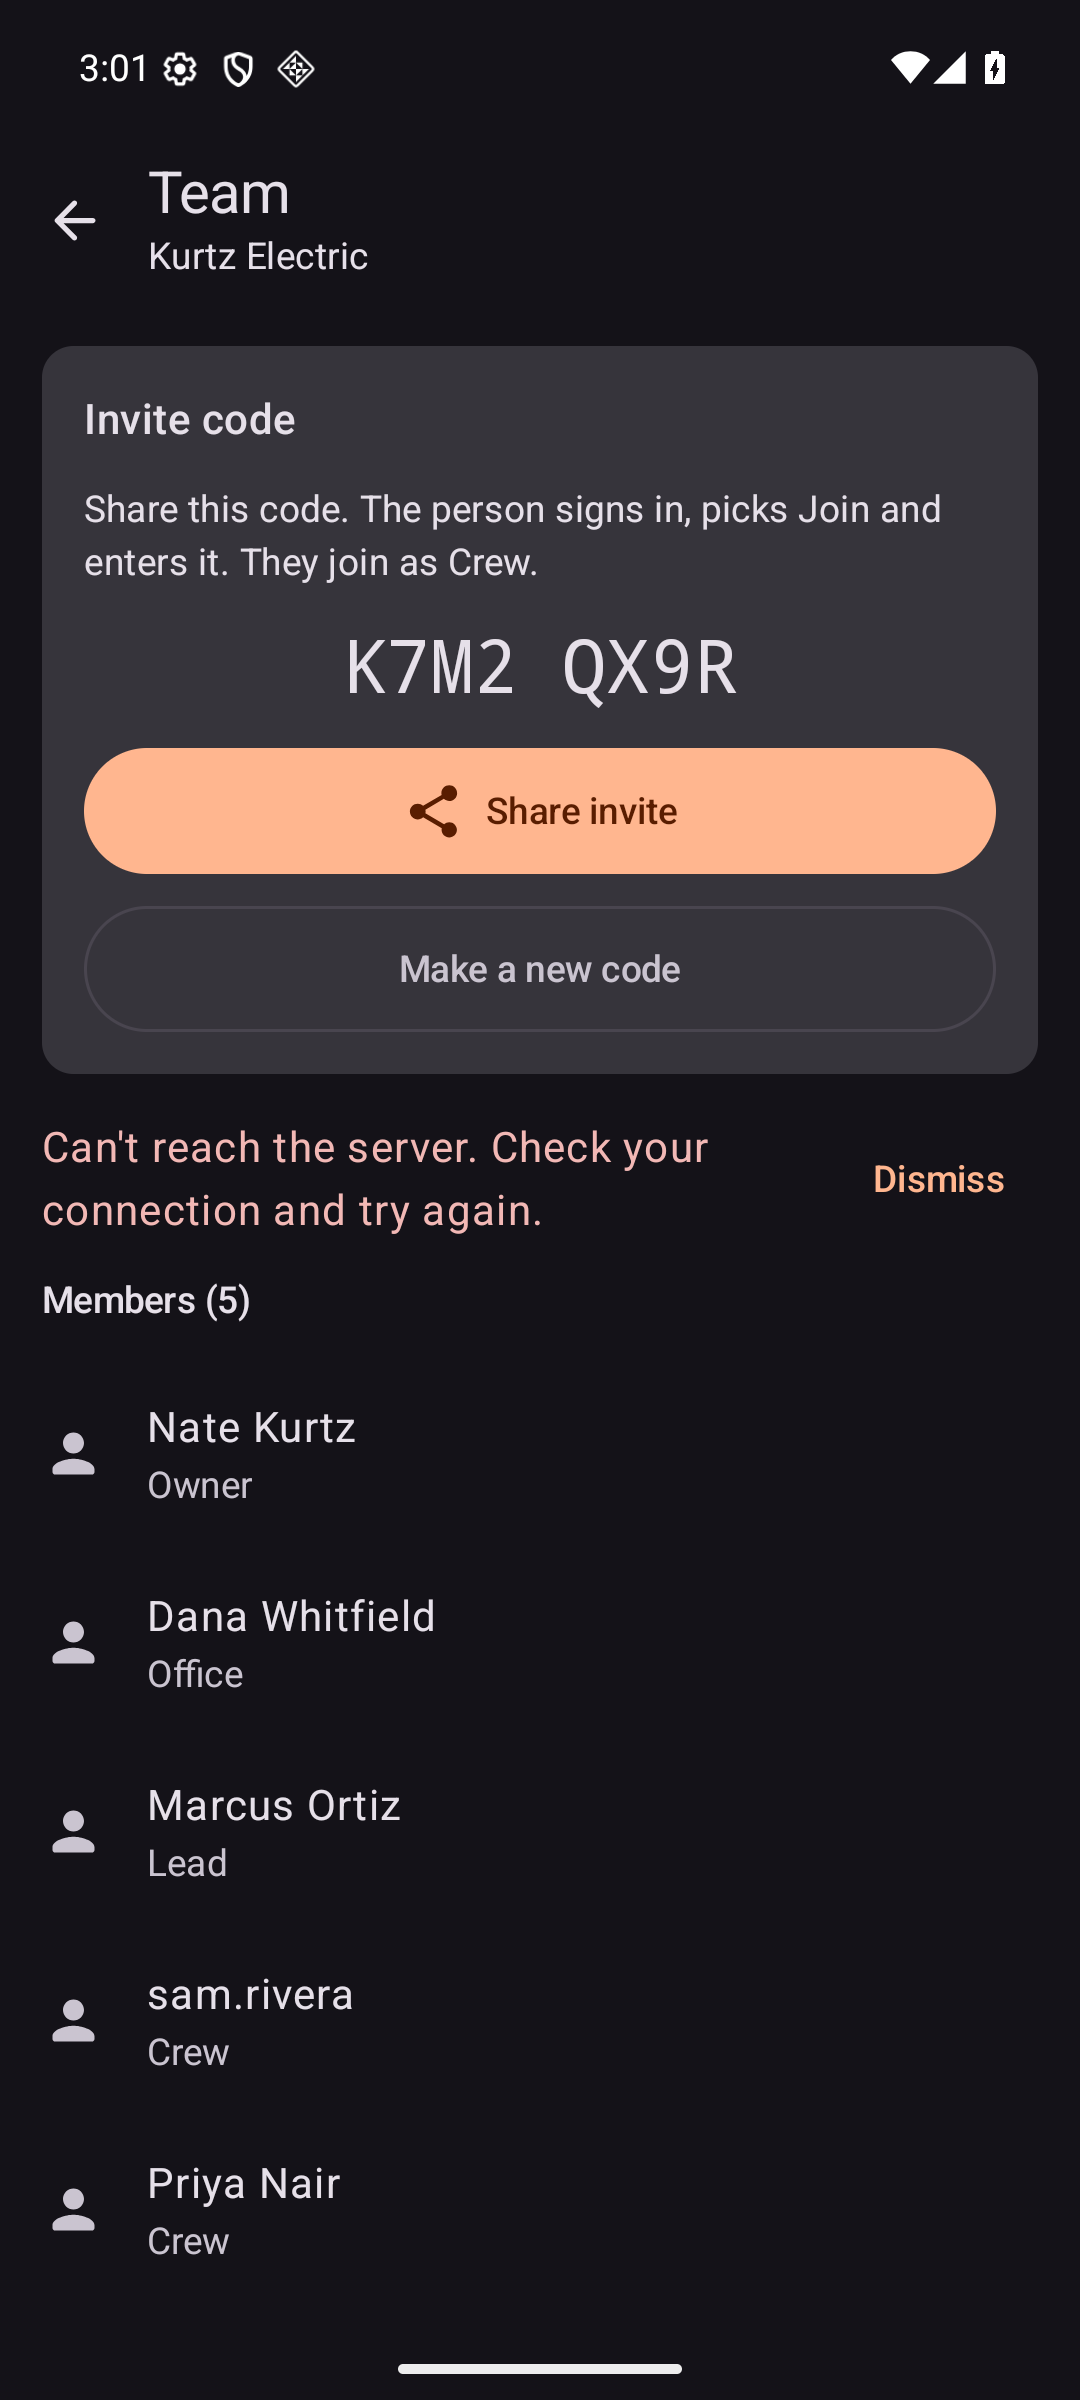 3:01
Team
Kurtz Electric
Invite code
Share this code. The person signs in, picks Join and
enters it. They join as Crew.
K7M2 QX9R
Share invite
Make a new code
Can't reach the server. Check your
connection and try again.
Dismiss
Members (5)
Nate Kurtz
Owner
Dana Whitfield
Office
Marcus Ortiz
Lead
sam.rivera
Crew
Priya Nair
Crew